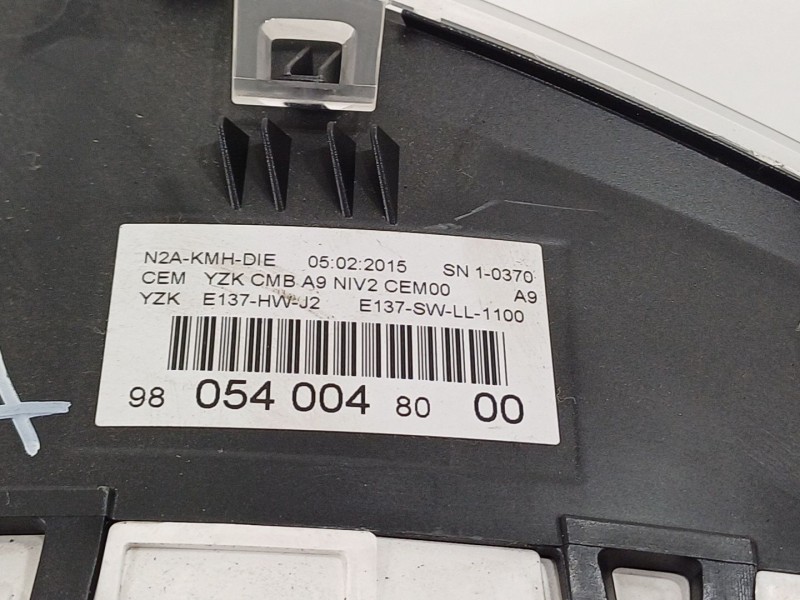 N2A-KMH-DIE 05:02:2015 SN 1-0370
CEM YZK CMB A9 NIV2 CEM00 A9
YZK E137-HW-J2 E137-SW-LL-1100
98 054 004 80 00